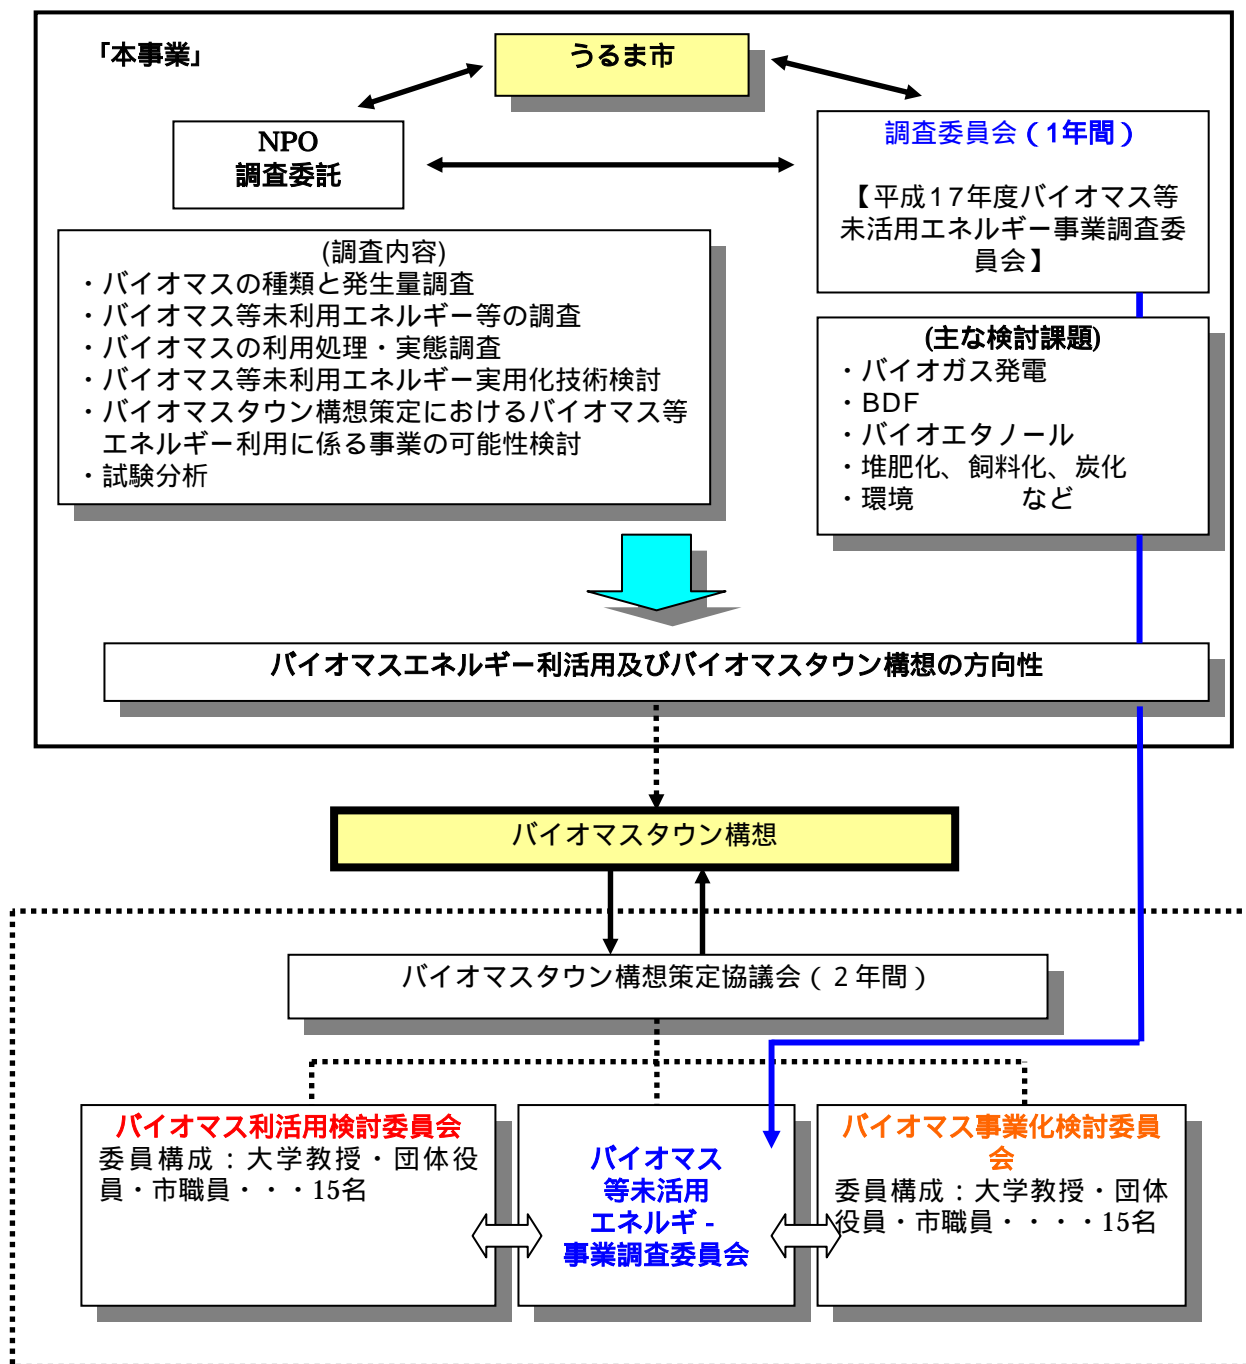 「本事業」
うるま市
NPO
調査委託
調査委員会（1年間）
【平成17年度バイオマス等
未活用エネルギー事業調査委
員会】
(調査内容)
・バイオマスの種類と発生量調査
・バイオマス等未利用エネルギー等の調査
・バイオマスの利用処理・実態調査
・バイオマス等未利用エネルギー実用化技術検討
・バイオマスタウン構想策定におけるバイオマス等
エネルギー利用に係る事業の可能性検討
・試験分析
(主な検討課題)
・バイオガス発電
・BDF
・バイオエタノール
・堆肥化、飼料化、炭化
・環境　　　　など
バイオマスエネルギー利活用及びバイオマスタウン構想の方向性
バイオマスタウン構想
バイオマスタウン構想策定協議会（２年間）
バイオマス利活用検討委員会
委員構成：大学教授・団体役
員・市職員・・・15名
バイオマス
等未活用
エネルギ-
事業調査委員会
バイオマス事業化検討委員
会
委員構成：大学教授・団体
役員・市職員・・・・15名